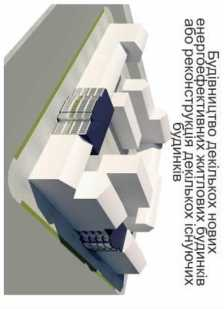 Будівництво декількох нових
енергоефективних житлових будинків
або реконструкція декількох існуючих
будинків